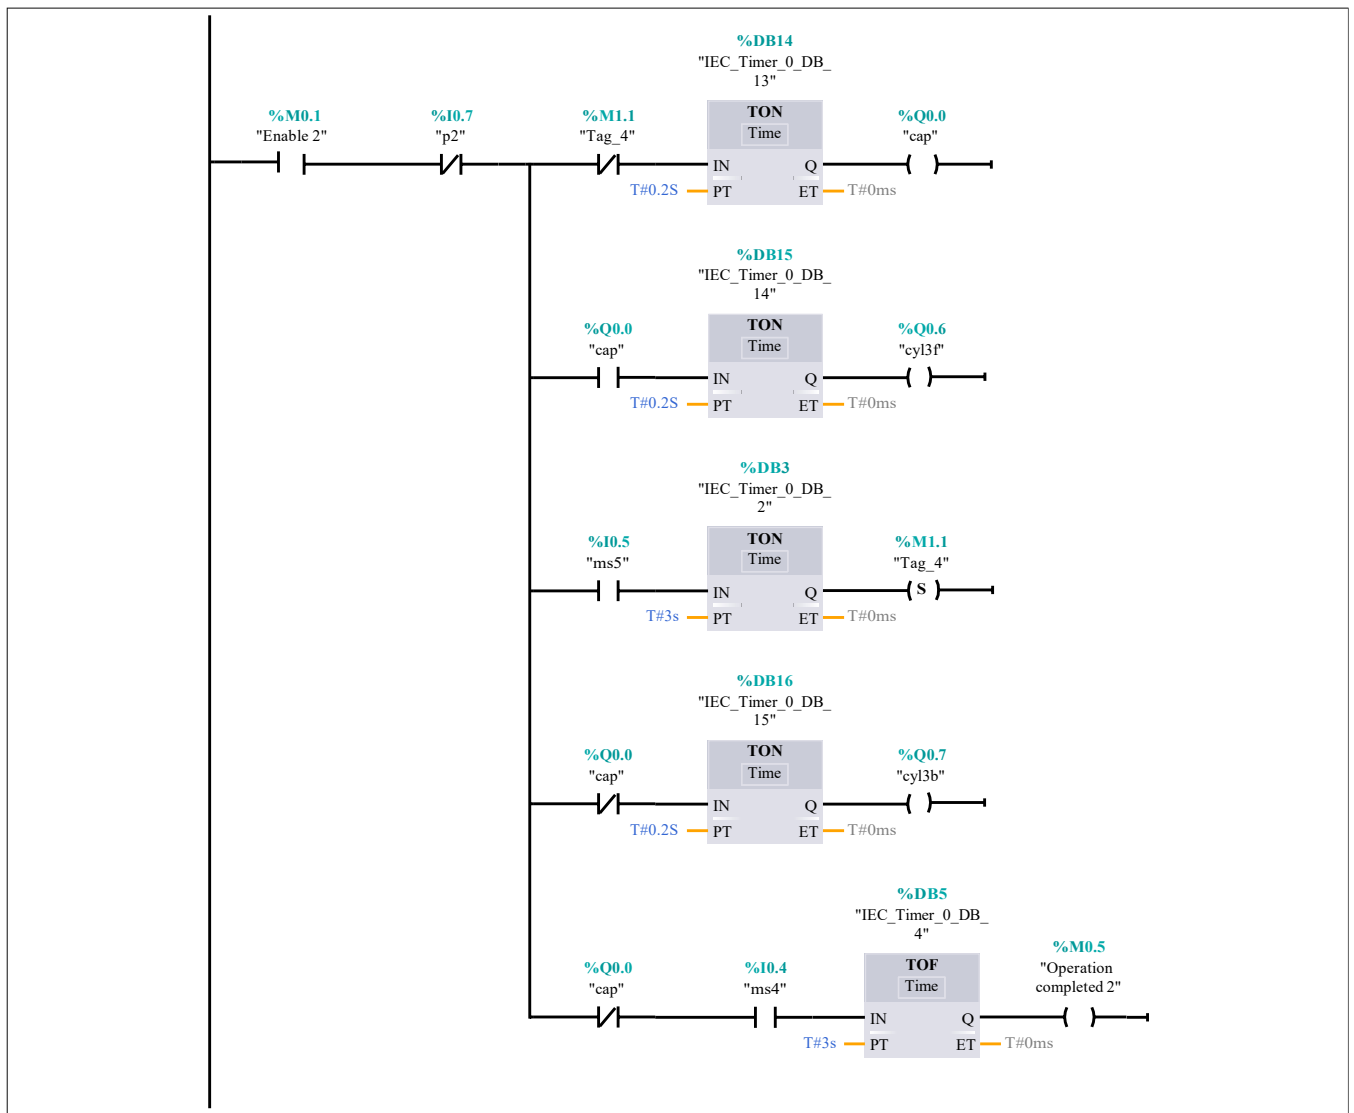 %DB14
"IEC_Timer_0_DB_
13"
%M0.1
"Enable 2"
%I0.7
"p2"
%M1.1
"Tag_4"
TON
Time
%Q0.0
"cap"
IN
Q
T#0.2S
PT
ET
T#0ms
%DB15
"IEC_Timer_0_DB_
14"
%Q0.0
"cap"
TON
Time
%Q0.6
"cyl3f"
IN
Q
T#0.2S
PT
ET
T#0ms
%DB3
"IEC_Timer_0_DB_
2"
%I0.5
"ms5"
TON
Time
%M1.1
"Tag_4"
IN
Q
S
T#3s
PT
ET
T#0ms
%DB16
"IEC_Timer_0_DB_
15"
%Q0.0
"cap"
TON
Time
%Q0.7
"cyl3b"
IN
Q
T#0.2S
PT
ET
T#0ms
%DB5
"IEC_Timer_0_DB_
4"
%Q0.0
"cap"
%I0.4
"ms4"
TOF
Time
%M0.5
"Operation
completed 2"
IN
Q
T#3s
PT
ET
T#0ms